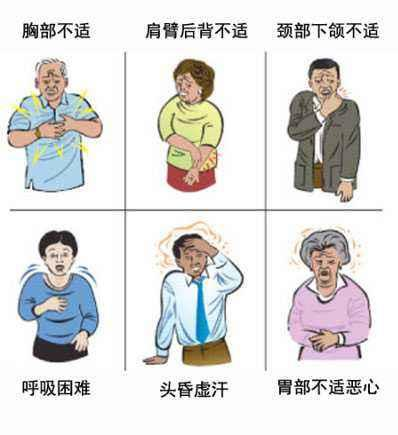 胸部不适
肩臂后背不适
颈部下颌不适
呼吸困难
头昏虚汗
胃部不适恶心